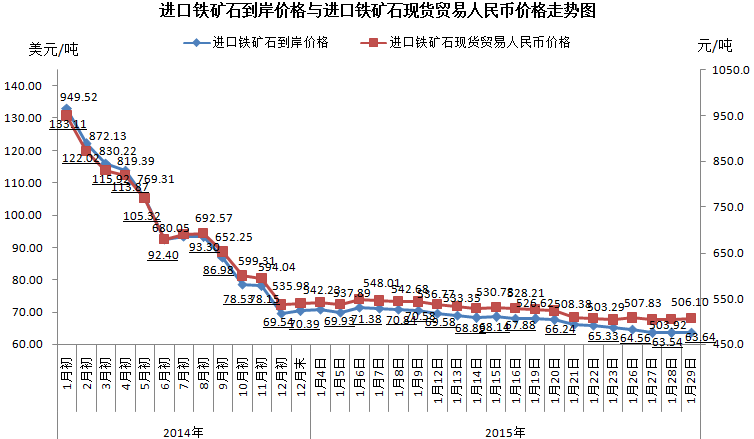 进口铁矿石到岸价格与进口铁矿石现货贸易人民币价格走势图
美元/吨
进口铁矿石到岸价格
进口铁矿石现货贸易人民币价格
元/吨
140.00
130.00
120.00
110.00
100.00
90.00
80.00
70.00
60.00
1050.0
950.0
850.0
750.0
650.0
550.0
450.0
949.52
872.13
830.22
819.39
769.31
680.05
692.57
652.25
599.31
594.04
535.98
542.23
537.89
548.01
542.68
536.77
533.35
530.75
528.21
526.62
508.38
503.29
507.83
503.92
506.10
133.11
122.02
115.92
113.87
105.32
92.40
93.30
86.98
78.53
78.15
69.54
70.39
69.93
71.38
70.84
70.58
69.58
68.14
67.88
66.24
65.33
64.56
63.54
63.64
1月初
2月初
3月初
4月初
5月初
6月初
7月初
8月初
9月初
10月初
11月初
12月初
12月末
1月4日
1月5日
1月6日
1月7日
1月8日
1月9日
1月12日
1月13日
1月14日
1月15日
1月16日
1月19日
1月20日
1月21日
1月22日
1月23日
1月26日
1月27日
1月28日
1月29日
2014年
2015年